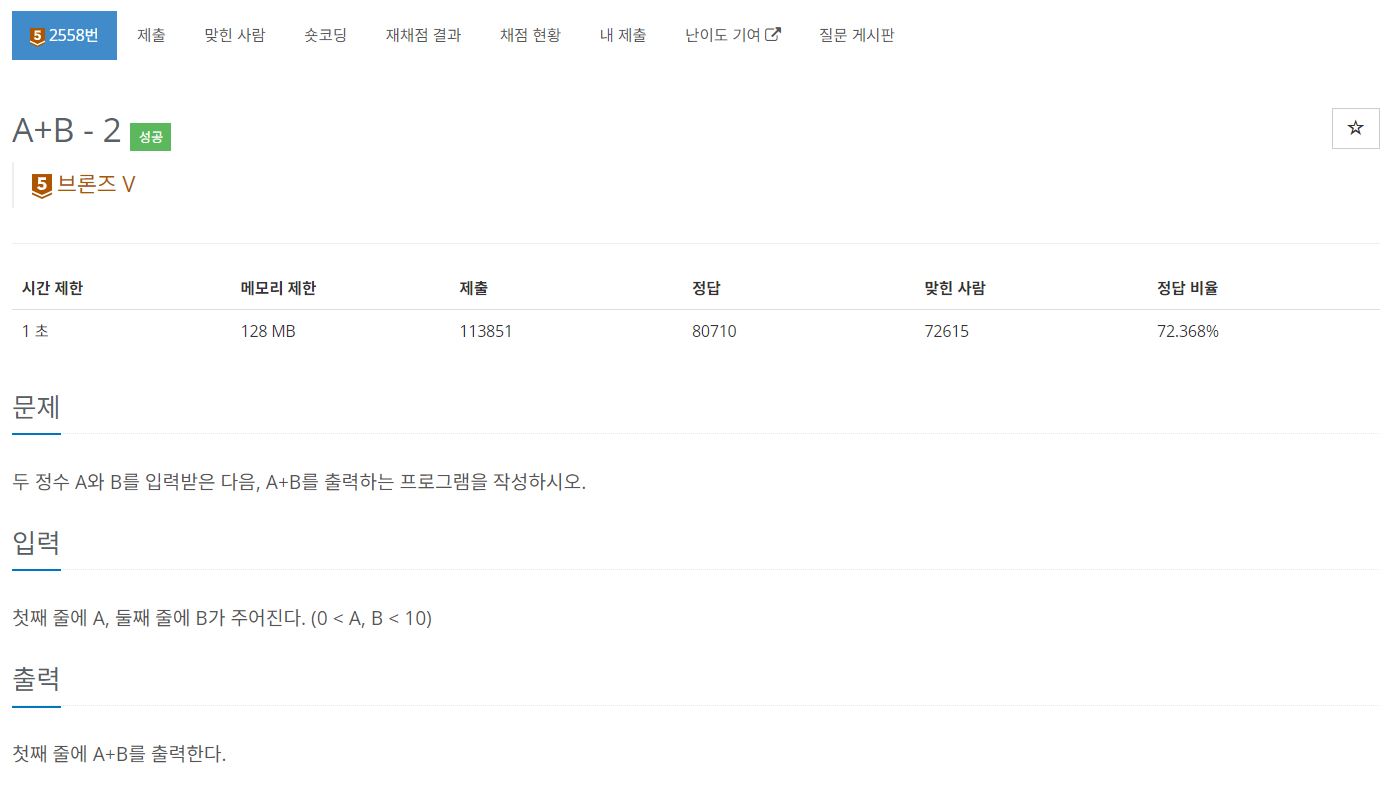 5 2558번 제출 맞힌 사람 숏코딩 재채점 결과 채점 현황 내 제출 난이도 기여 질문 게시판
A+B - 2 성공
5 브론즈 V
시간 제한 메모리 제한 제출 정답 맞힌 사람 정답 비율
1 초 128 MB 113851 80710 72615 72.368%
문제
두 정수 A와 B를 입력받은 다음, A+B를 출력하는 프로그램을 작성하시오.
입력
첫째 줄에 A, 둘째 줄에 B가 주어진다. (0 < A, B < 10)
출력
첫째 줄에 A+B를 출력한다.